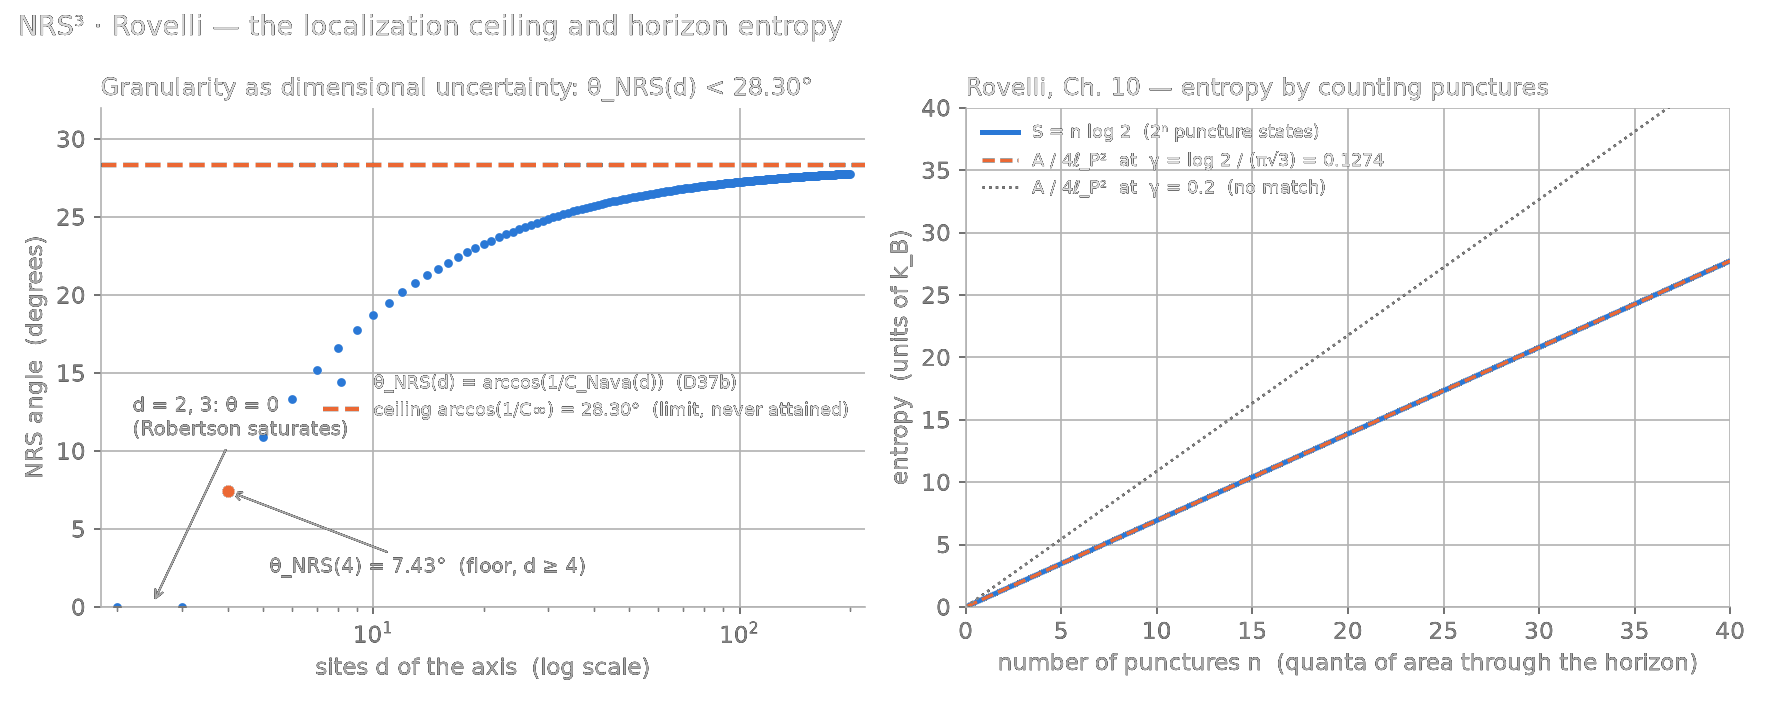 NRS³ · Rovelli — the localization ceiling and horizon entropy
Granularity as dimensional uncertainty: θ_NRS(d) < 28.30°
NRS angle (degrees)
30
25
20
15
10
5
0
θ_NRS(d) = arccos(1/C_Nava(d)) (D37b)
ceiling arccos(1/C∞) = 28.30° (limit, never attained)
d = 2, 3: θ = 0
(Robertson saturates)
θ_NRS(4) = 7.43° (floor, d ≥ 4)
10¹
10²
sites d of the axis (log scale)
Rovelli, Ch. 10 — entropy by counting punctures
entropy (units of k_B)
40
35
30
25
20
15
10
5
0
S = n log 2 (2ⁿ puncture states)
A / 4ℓ_P² at γ = log 2 / (π√3) = 0.1274
A / 4ℓ_P² at γ = 0.2 (no match)
0 5 10 15 20 25 30 35 40
number of punctures n (quanta of area through the horizon)